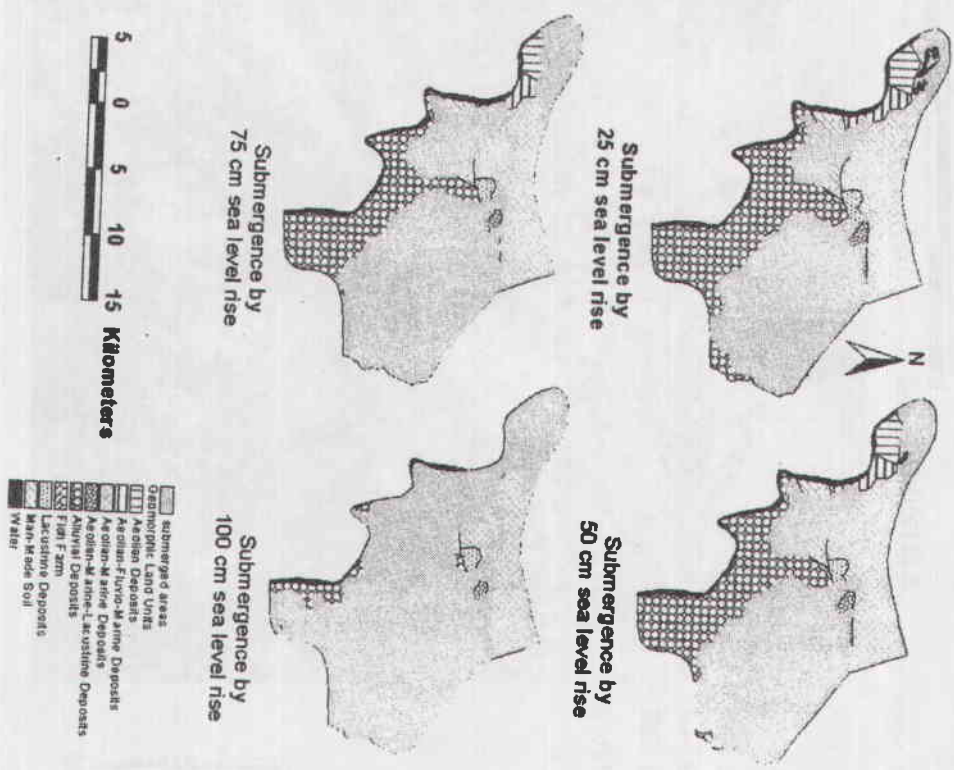 N
Submergence by
25 cm sea level rise
Submergence by
50 cm sea level rise
Submergence by
75 cm sea level rise
Submergence by
100 cm sea level rise
5 0 5 10 15 Kilometers
submerged areas
Geomorphic Land Units
Aeolian Deposits
Aeolian-Fluvio-Marine Deposits
Aeolian-Marine Deposits
Aeolian-Marine-Lacustrine Deposits
Alluvial Deposits
Fish Farm
Lacustrine Deposits
Man-Made Soil
Water